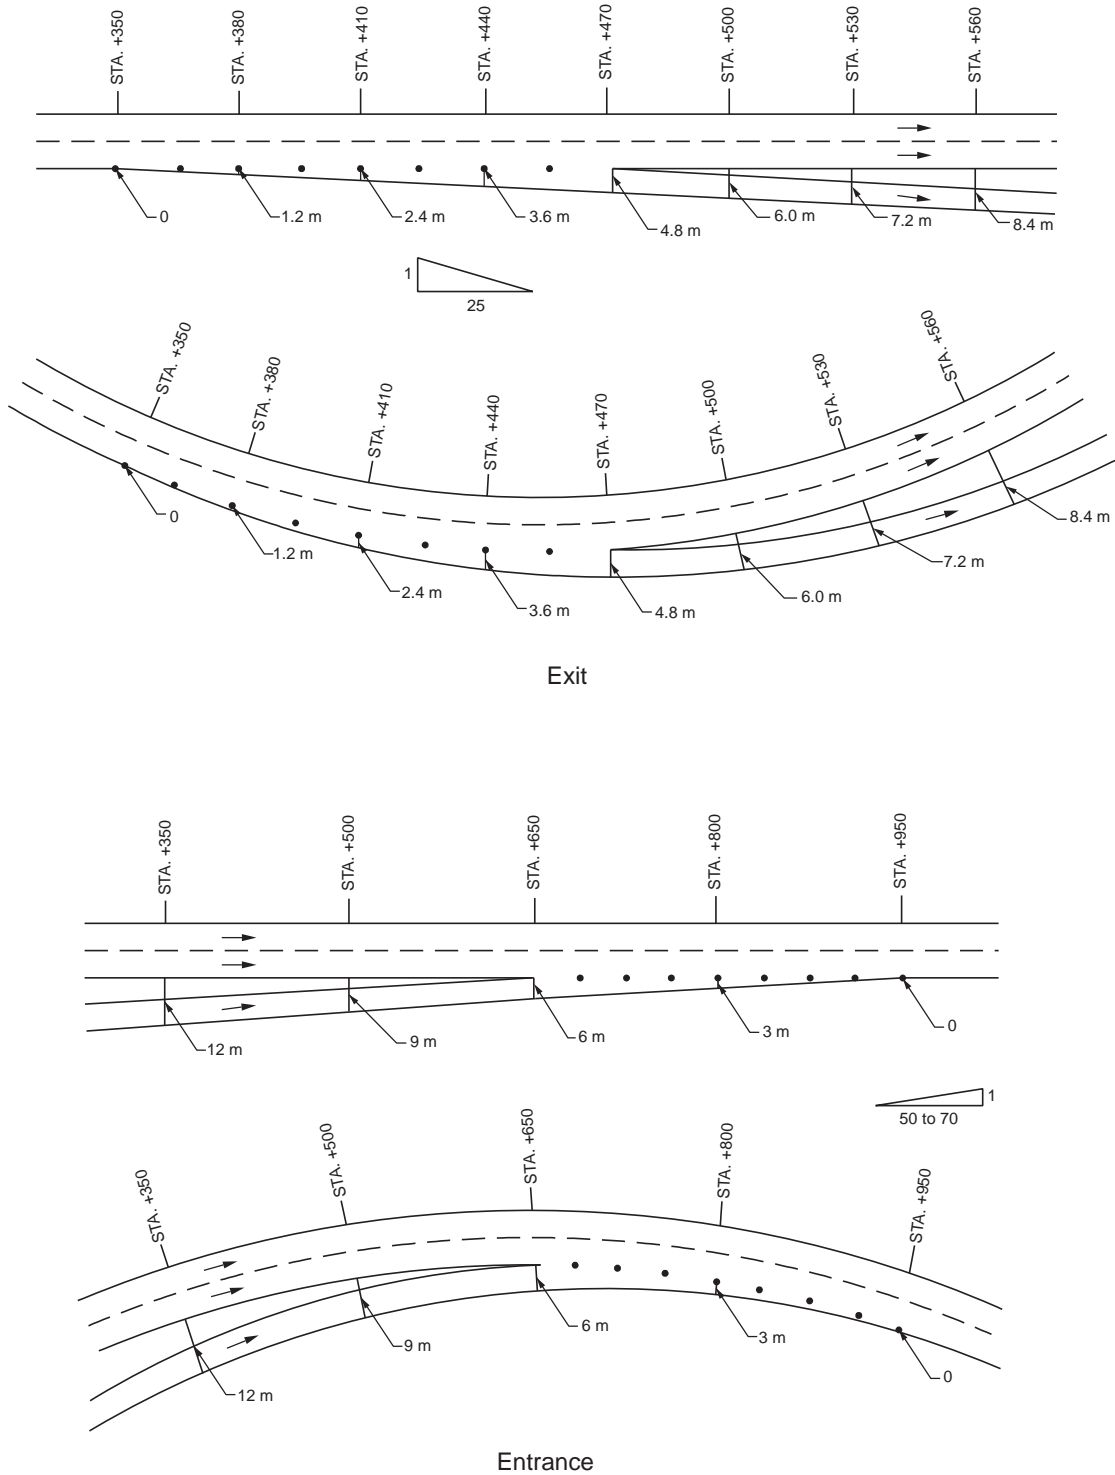 STA. +350
STA. +380
STA. +410
STA. +440
STA. +470
STA. +500
STA. +530
STA. +560
0
1.2 m
2.4 m
3.6 m
4.8 m
6.0 m
7.2 m
8.4 m
1
25
STA. +350
STA. +380
STA. +410
STA. +440
STA. +470
STA. +500
STA. +530
STA. +560
0
1.2 m
2.4 m
3.6 m
4.8 m
6.0 m
7.2 m
8.4 m
Exit
STA. +350
STA. +500
STA. +650
STA. +800
STA. +950
12 m
9 m
6 m
3 m
0
1
50 to 70
STA. +350
STA. +500
STA. +650
STA. +800
STA. +950
12 m
9 m
6 m
3 m
0
Entrance